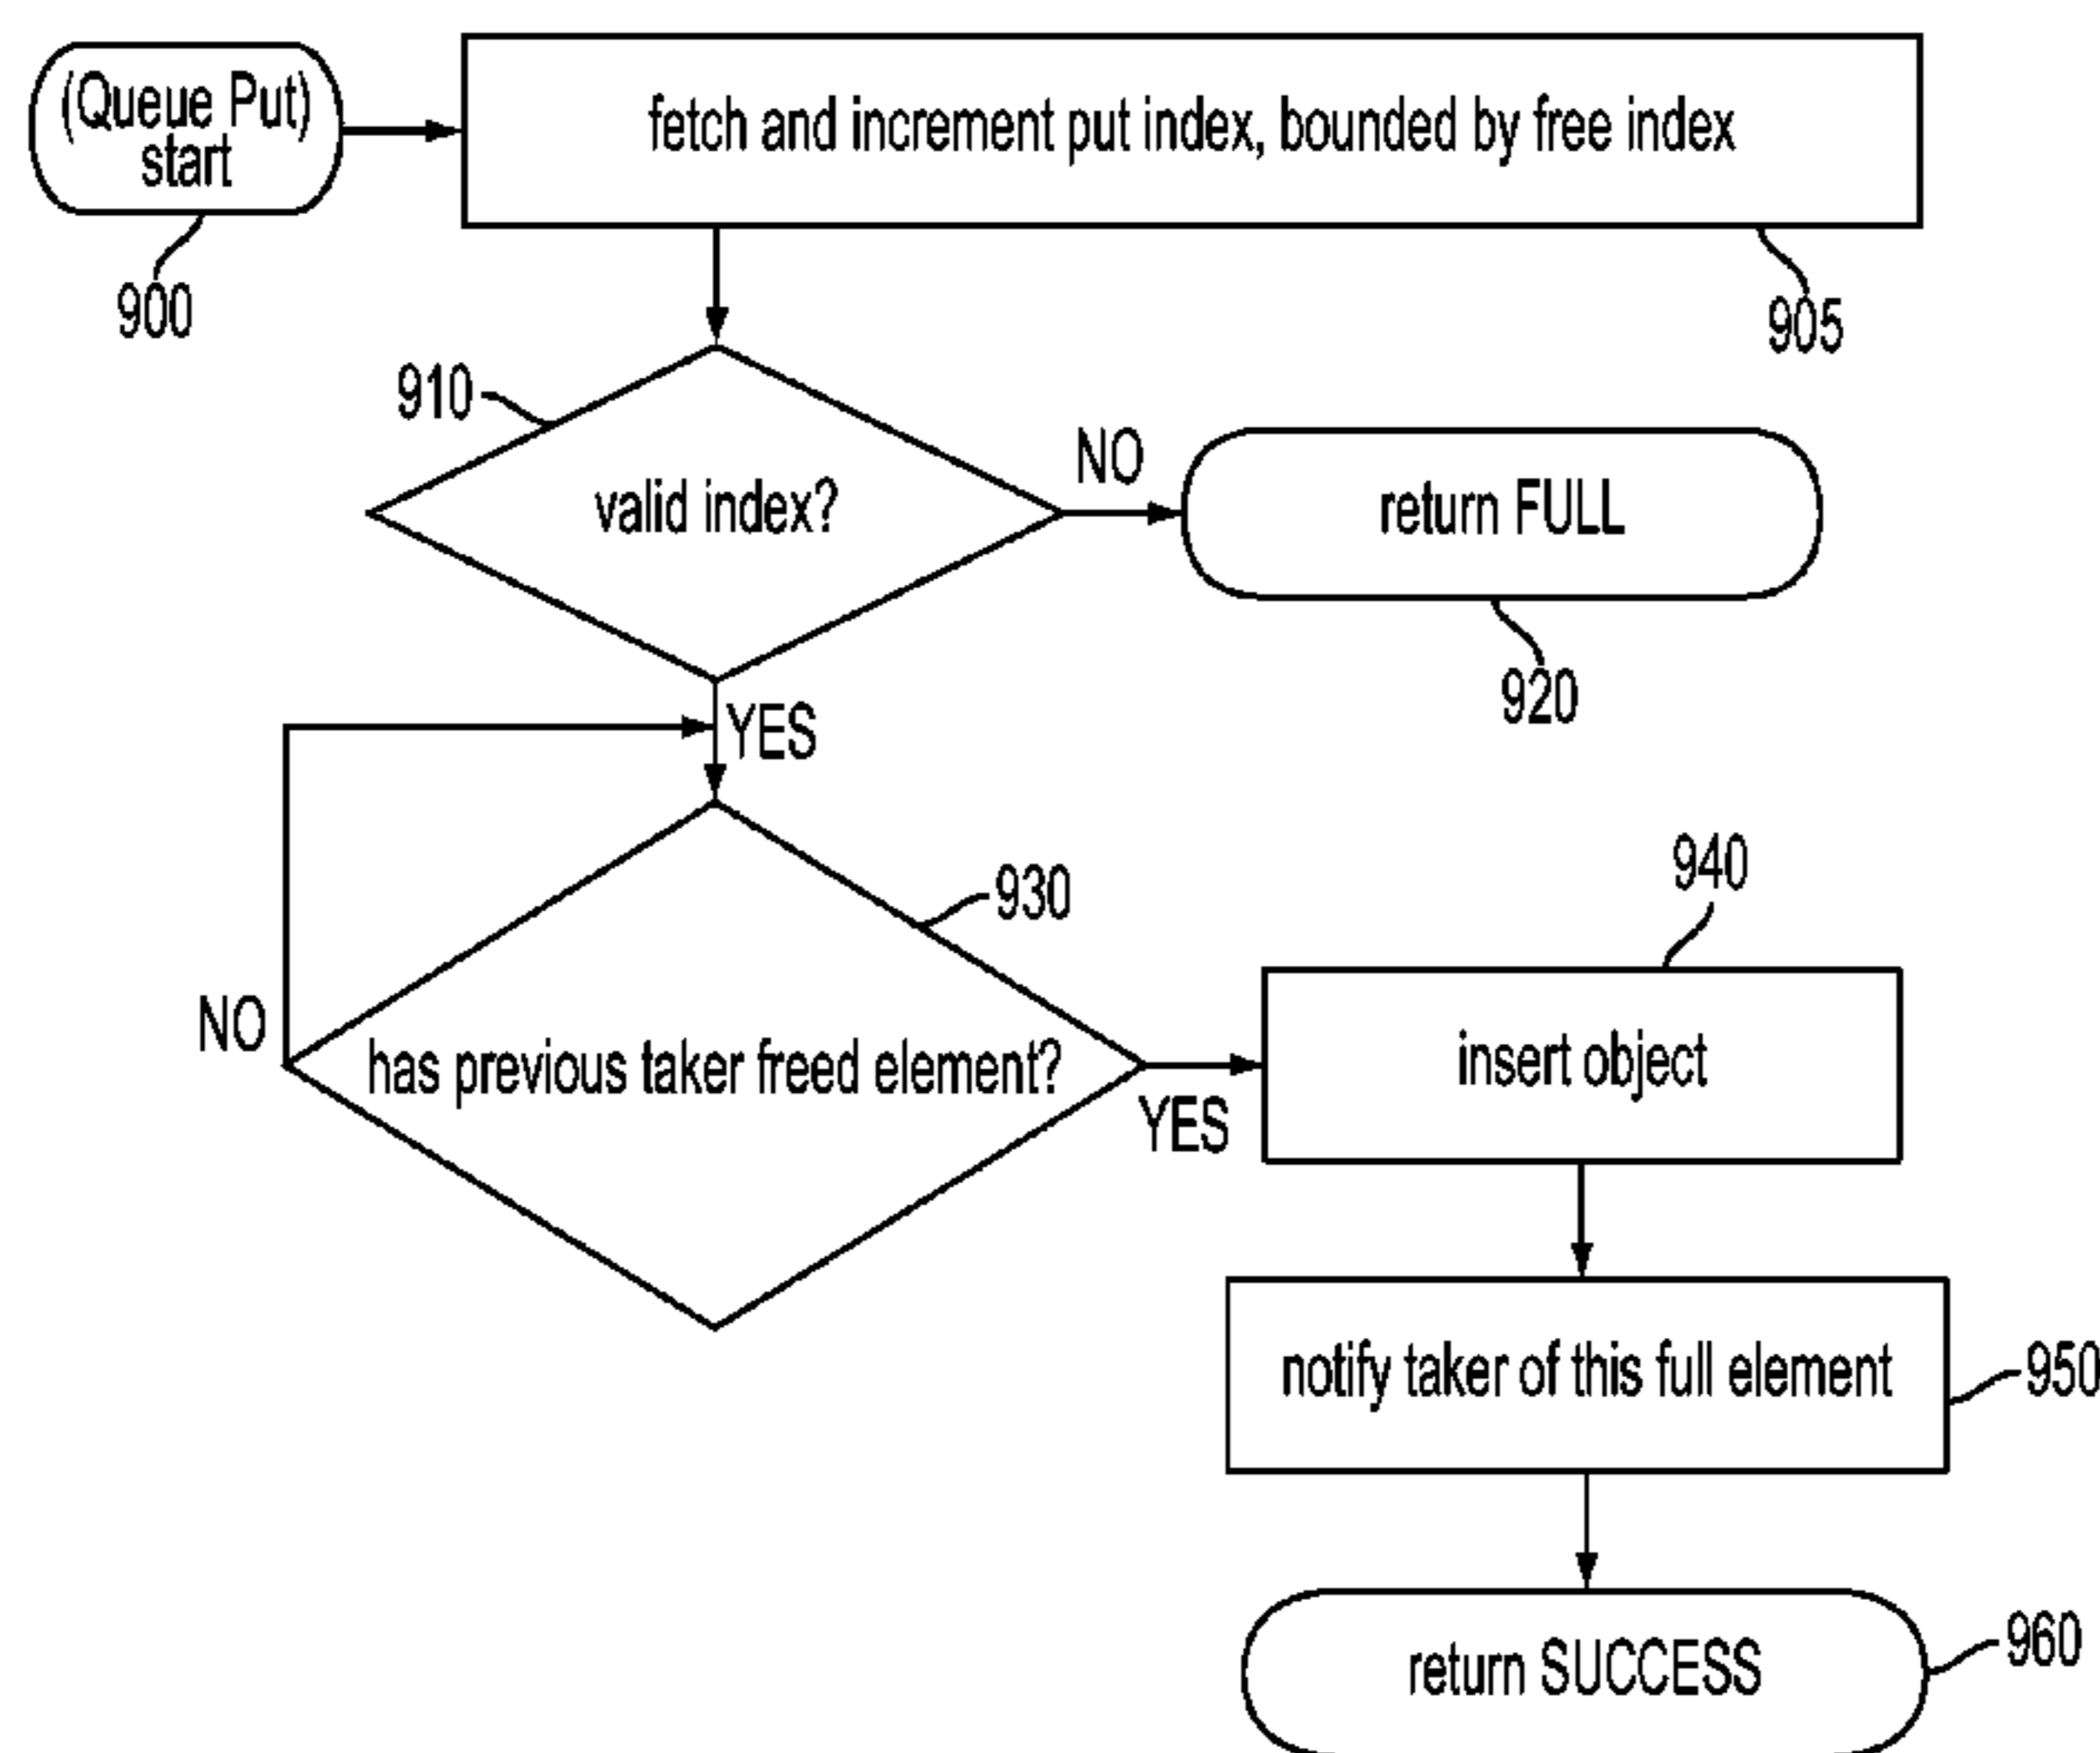 (Queue Put)
start
fetch and increment put index, bounded by free index
900
905
910
valid index?
NO
return FULL
920
YES
930
940
NO
has previous taker freed element?
YES
insert object
notify taker of this full element
950
return SUCCESS
960